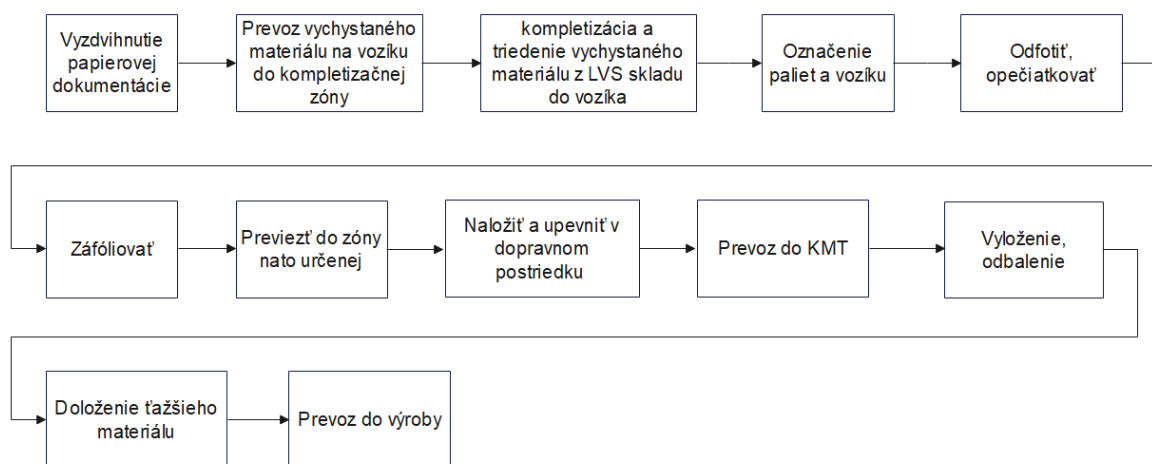 Vyzdvihnutie
papierovej
dokumentácie
Prevoz vychystaného
materiálu na vozíku
do kompletizačnej
zóny
kompletizácia a
triedenie vychystaného
materiálu z LVS skladu
do vozíka
Označenie
paliet a vozíku
Odfotiť,
opečiatkovať
Záfóliovať
Previezť do zóny
nato určenej
Naložiť a upevniť v
dopravnom
postriedku
Prevoz do KMT
Vyloženie,
odbalenie
Doloženie ťažšieho
materiálu
Prevoz do výroby